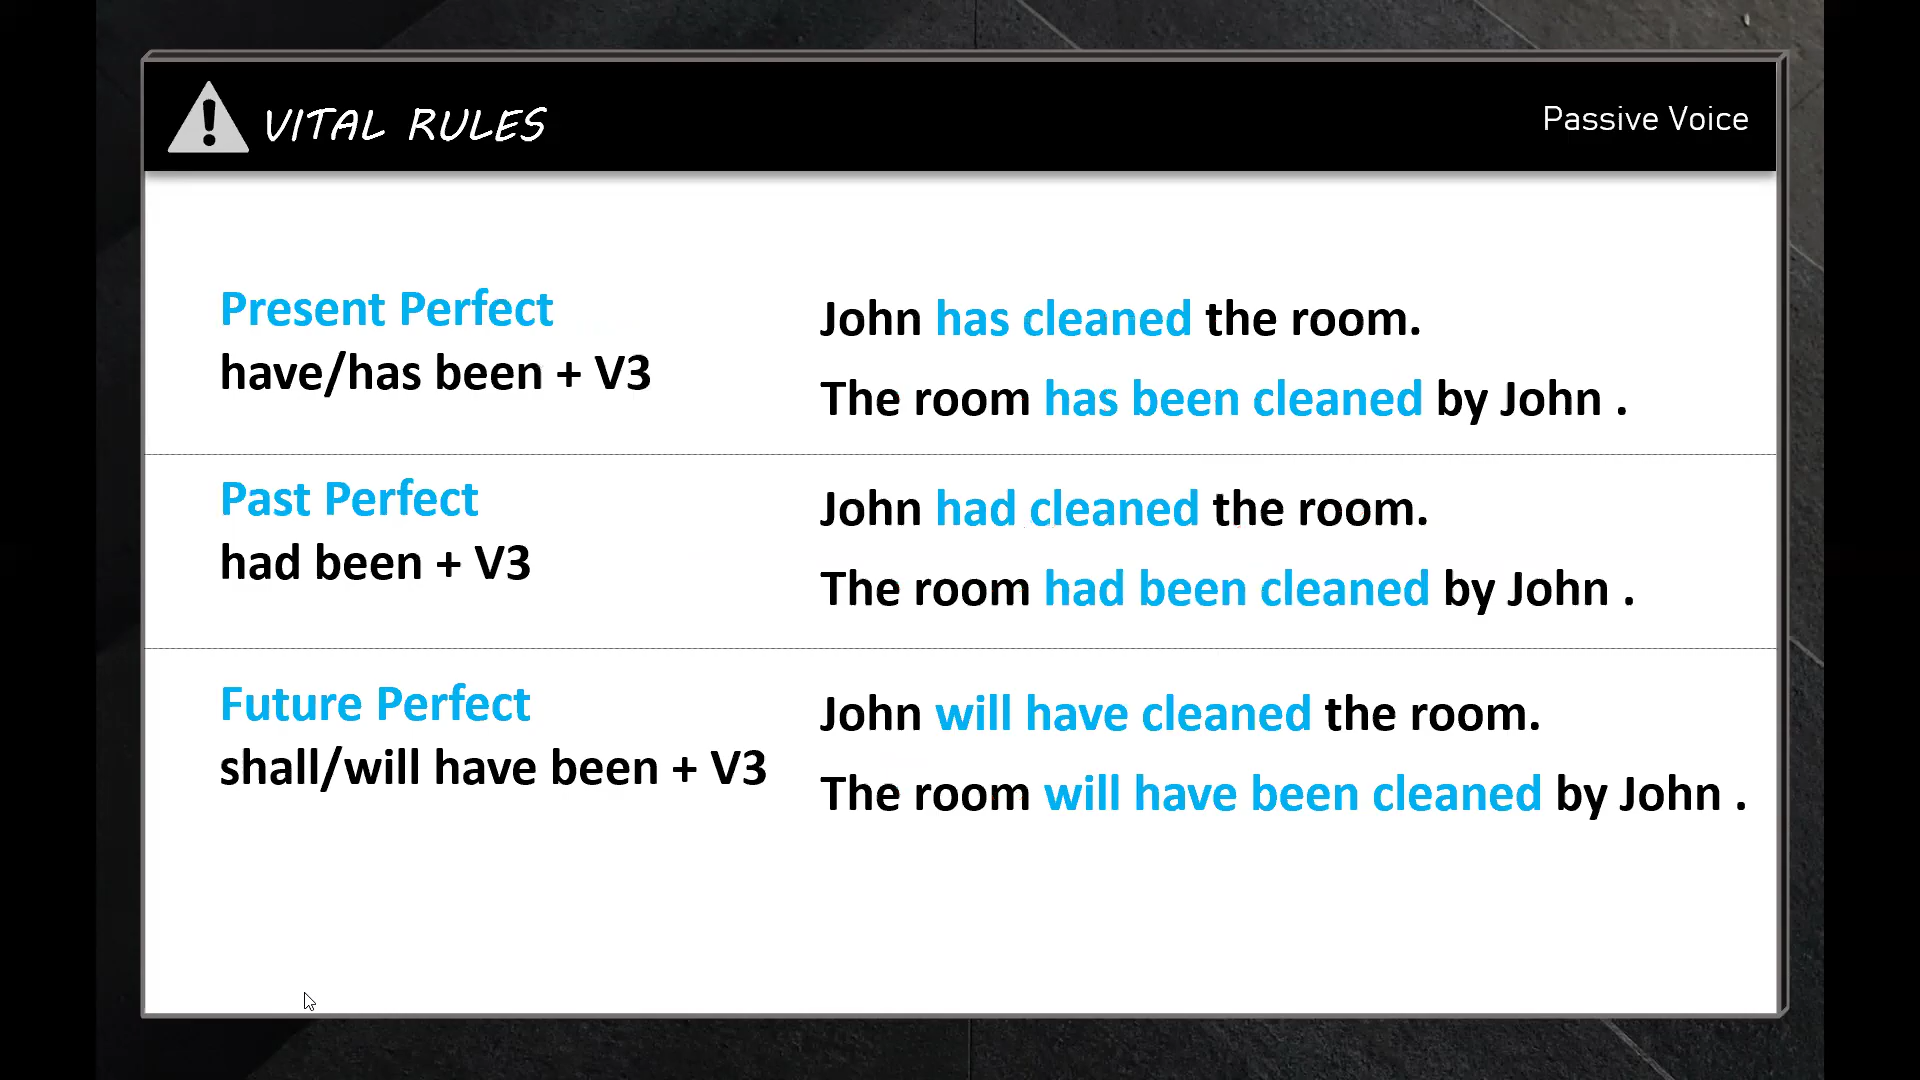 VITAL RULES
Passive Voice
Present Perfect
have/has been + V3
John has cleaned the room.
The room has been cleaned by John .
Past Perfect
had been + V3
John had cleaned the room.
The room had been cleaned by John .
Future Perfect
shall/will have been + V3
John will have cleaned the room.
The room will have been cleaned by John .